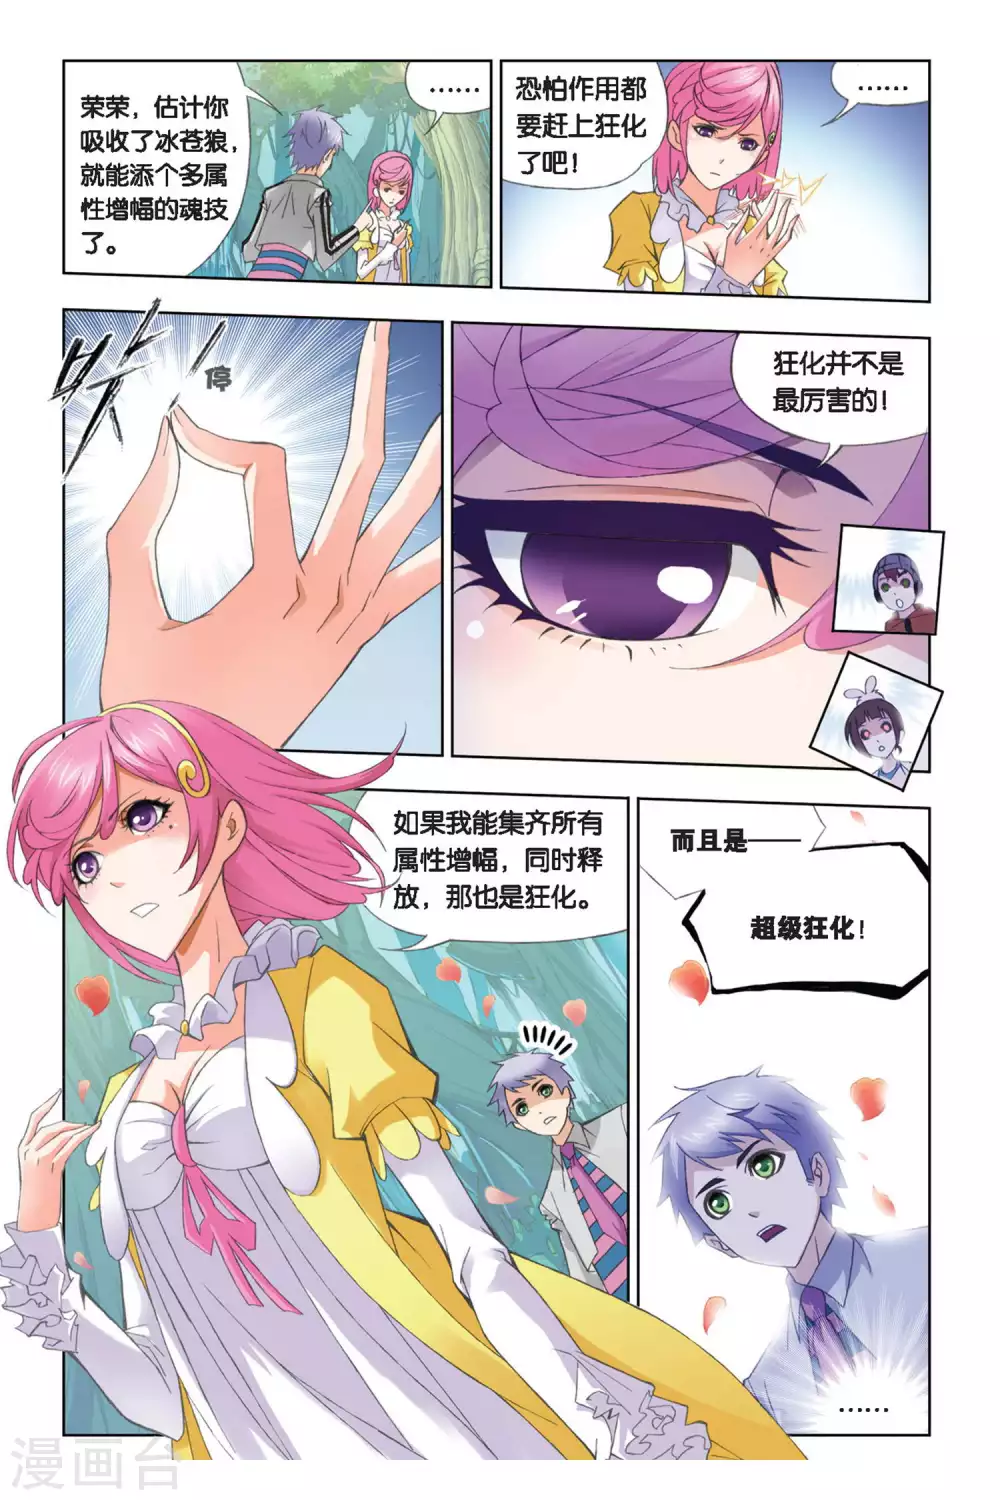 荣荣，估计你
吸收了冰苍狼，
就能添个多属
性增幅的魂技
了。
……
恐怕作用都
要赶上狂化
了吧！
……
停
狂化并不是
最厉害的！
如果我能集齐所有
属性增幅，同时释
放，那也是狂化。
而且是——
超级狂化！
……
漫画台